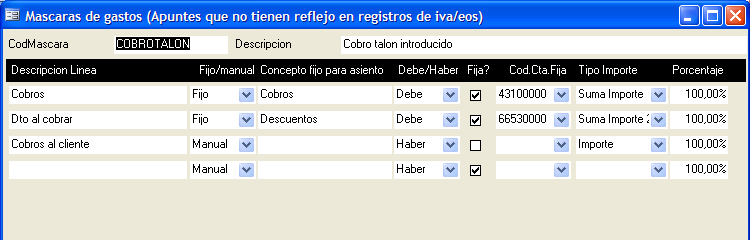 Mascaras de gastos (Apuntes que no tienen reflejo en registros de iva/eos)
CodMascara COBROTALON Descripcion Cobro talon introducido
Descripcion Linea Fijo/manual Concepto fijo para asiento Debe/Haber Fija? Cod.Cta.Fija Tipo Importe Porcentaje
Cobros Fijo Cobros Debe 43100000 Suma Importe 100,00%
Dto al cobrar Fijo Descuentos Debe 66530000 Suma Importe 2 100,00%
Cobros al cliente Manual Haber Importe 100,00%
Manual Haber 100,00%